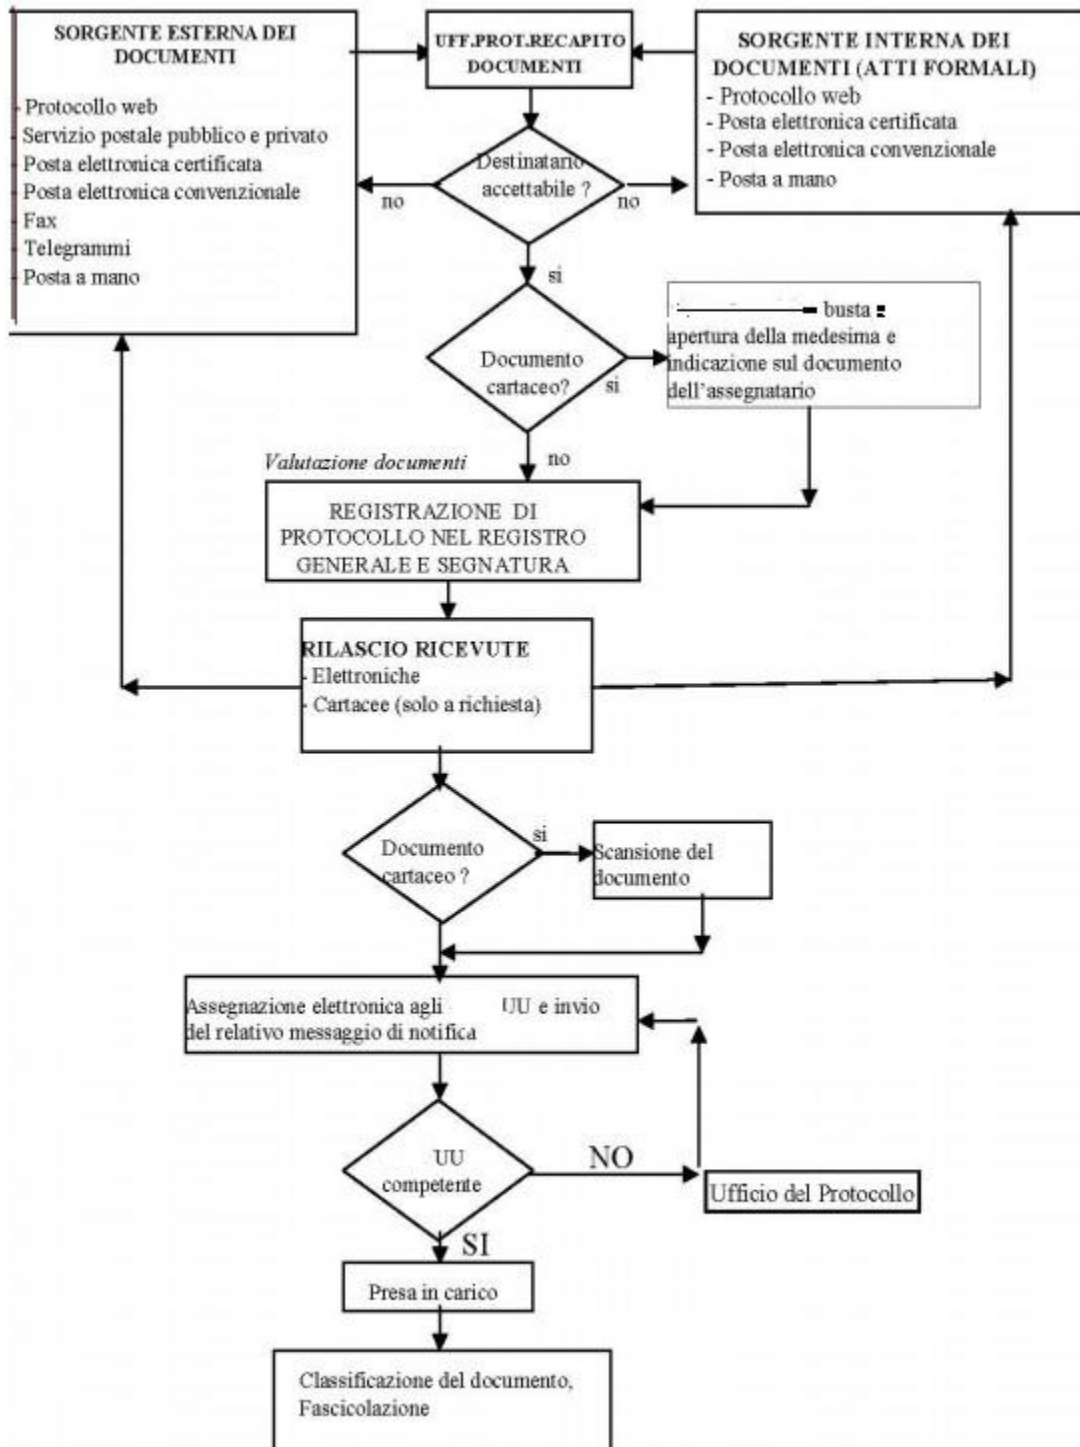 SORGENTE ESTERNA DEI
DOCUMENTI
- Protocollo web
- Servizio postale pubblico e privato
- Posta elettronica certificata
- Posta elettronica convenzionale
- Fax
- Telegrammi
- Posta a mano
UFF.PROT.RECAPITO
DOCUMENTI
SORGENTE INTERNA DEI
DOCUMENTI (ATTI FORMALI)
- Protocollo web
- Posta elettronica certificata
- Posta elettronica convenzionale
- Posta a mano
Destinatario
accettabile ?
no
no
si
Documento
cartaceo?
si
busta
apertura della medesima e
indicazione sul documento
dell'assegnatario
no
Valutazione documenti
REGISTRAZIONE DI
PROTOCOLLO NEL REGISTRO
GENERALE E SEGNATURA
RILASCIO RICEVUTE
- Elettroniche
- Cartacee (solo a richiesta)
Documento
cartaceo ?
si
Scansione del
documento
Assegnazione elettronica agli UU e invio
del relativo messaggio di notifica
UU
competente
NO
Ufficio del Protocollo
SI
Presa in carico
Classificazione del documento,
Fascicolazione